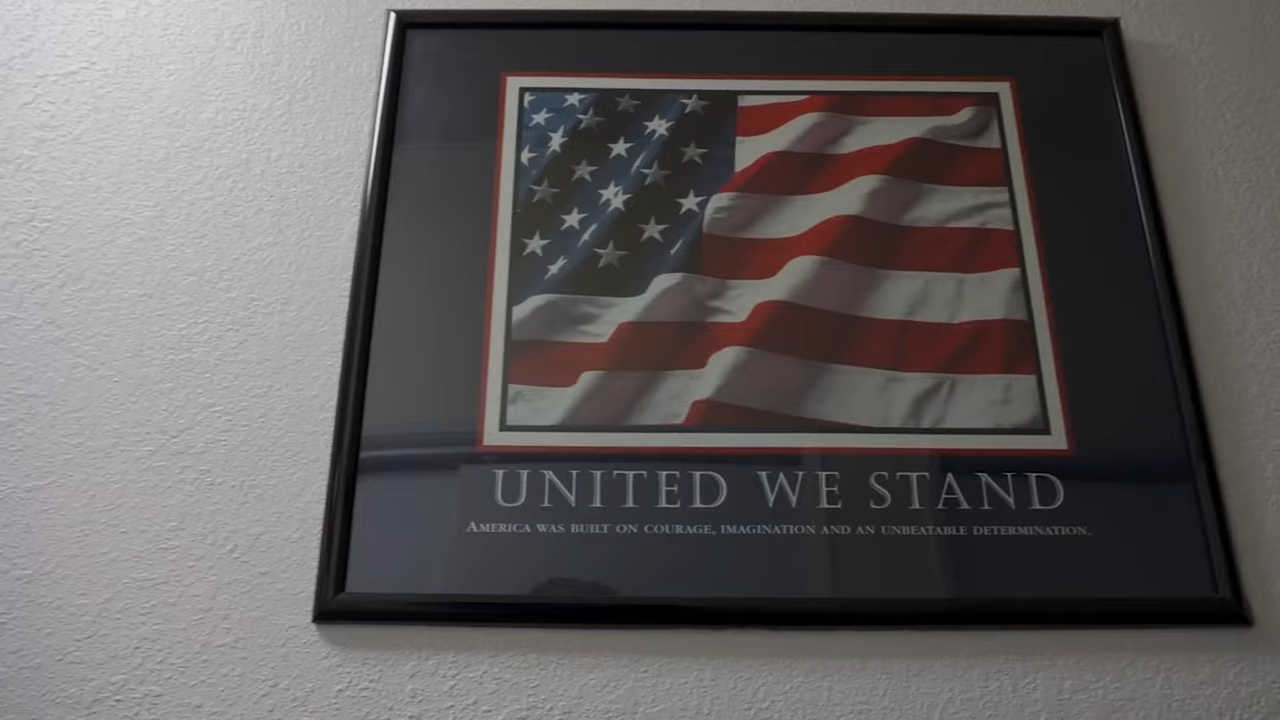 UNITED WE STAND
AMERICA WAS BUILT ON COURAGE, IMAGINATION AND AN UNBEATABLE DETERMINATION.